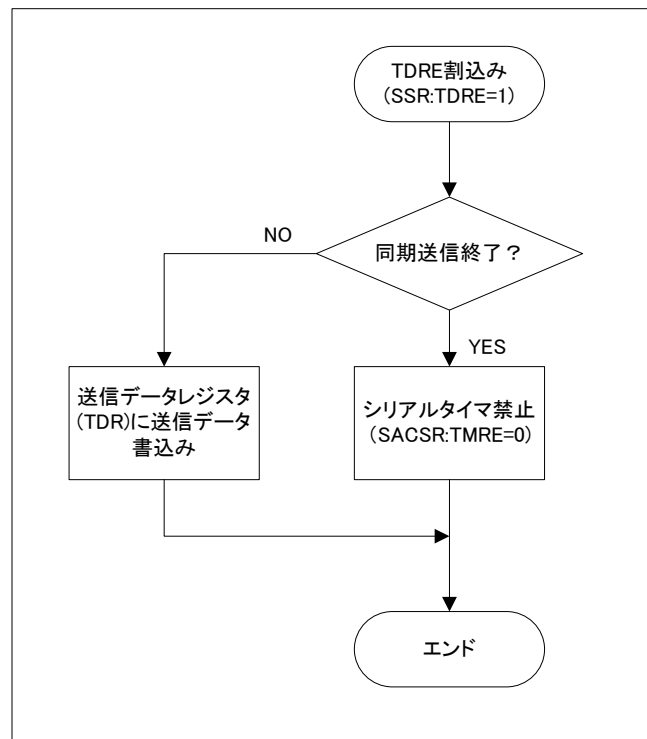 TDRE割込み
(SSR:TDRE=1)
同期送信終了?
NO
YES
送信データレジスタ
(TDR)に送信データ
書込み
シリアルタイマ禁止
(SACSR:TMRE=0)
エンド